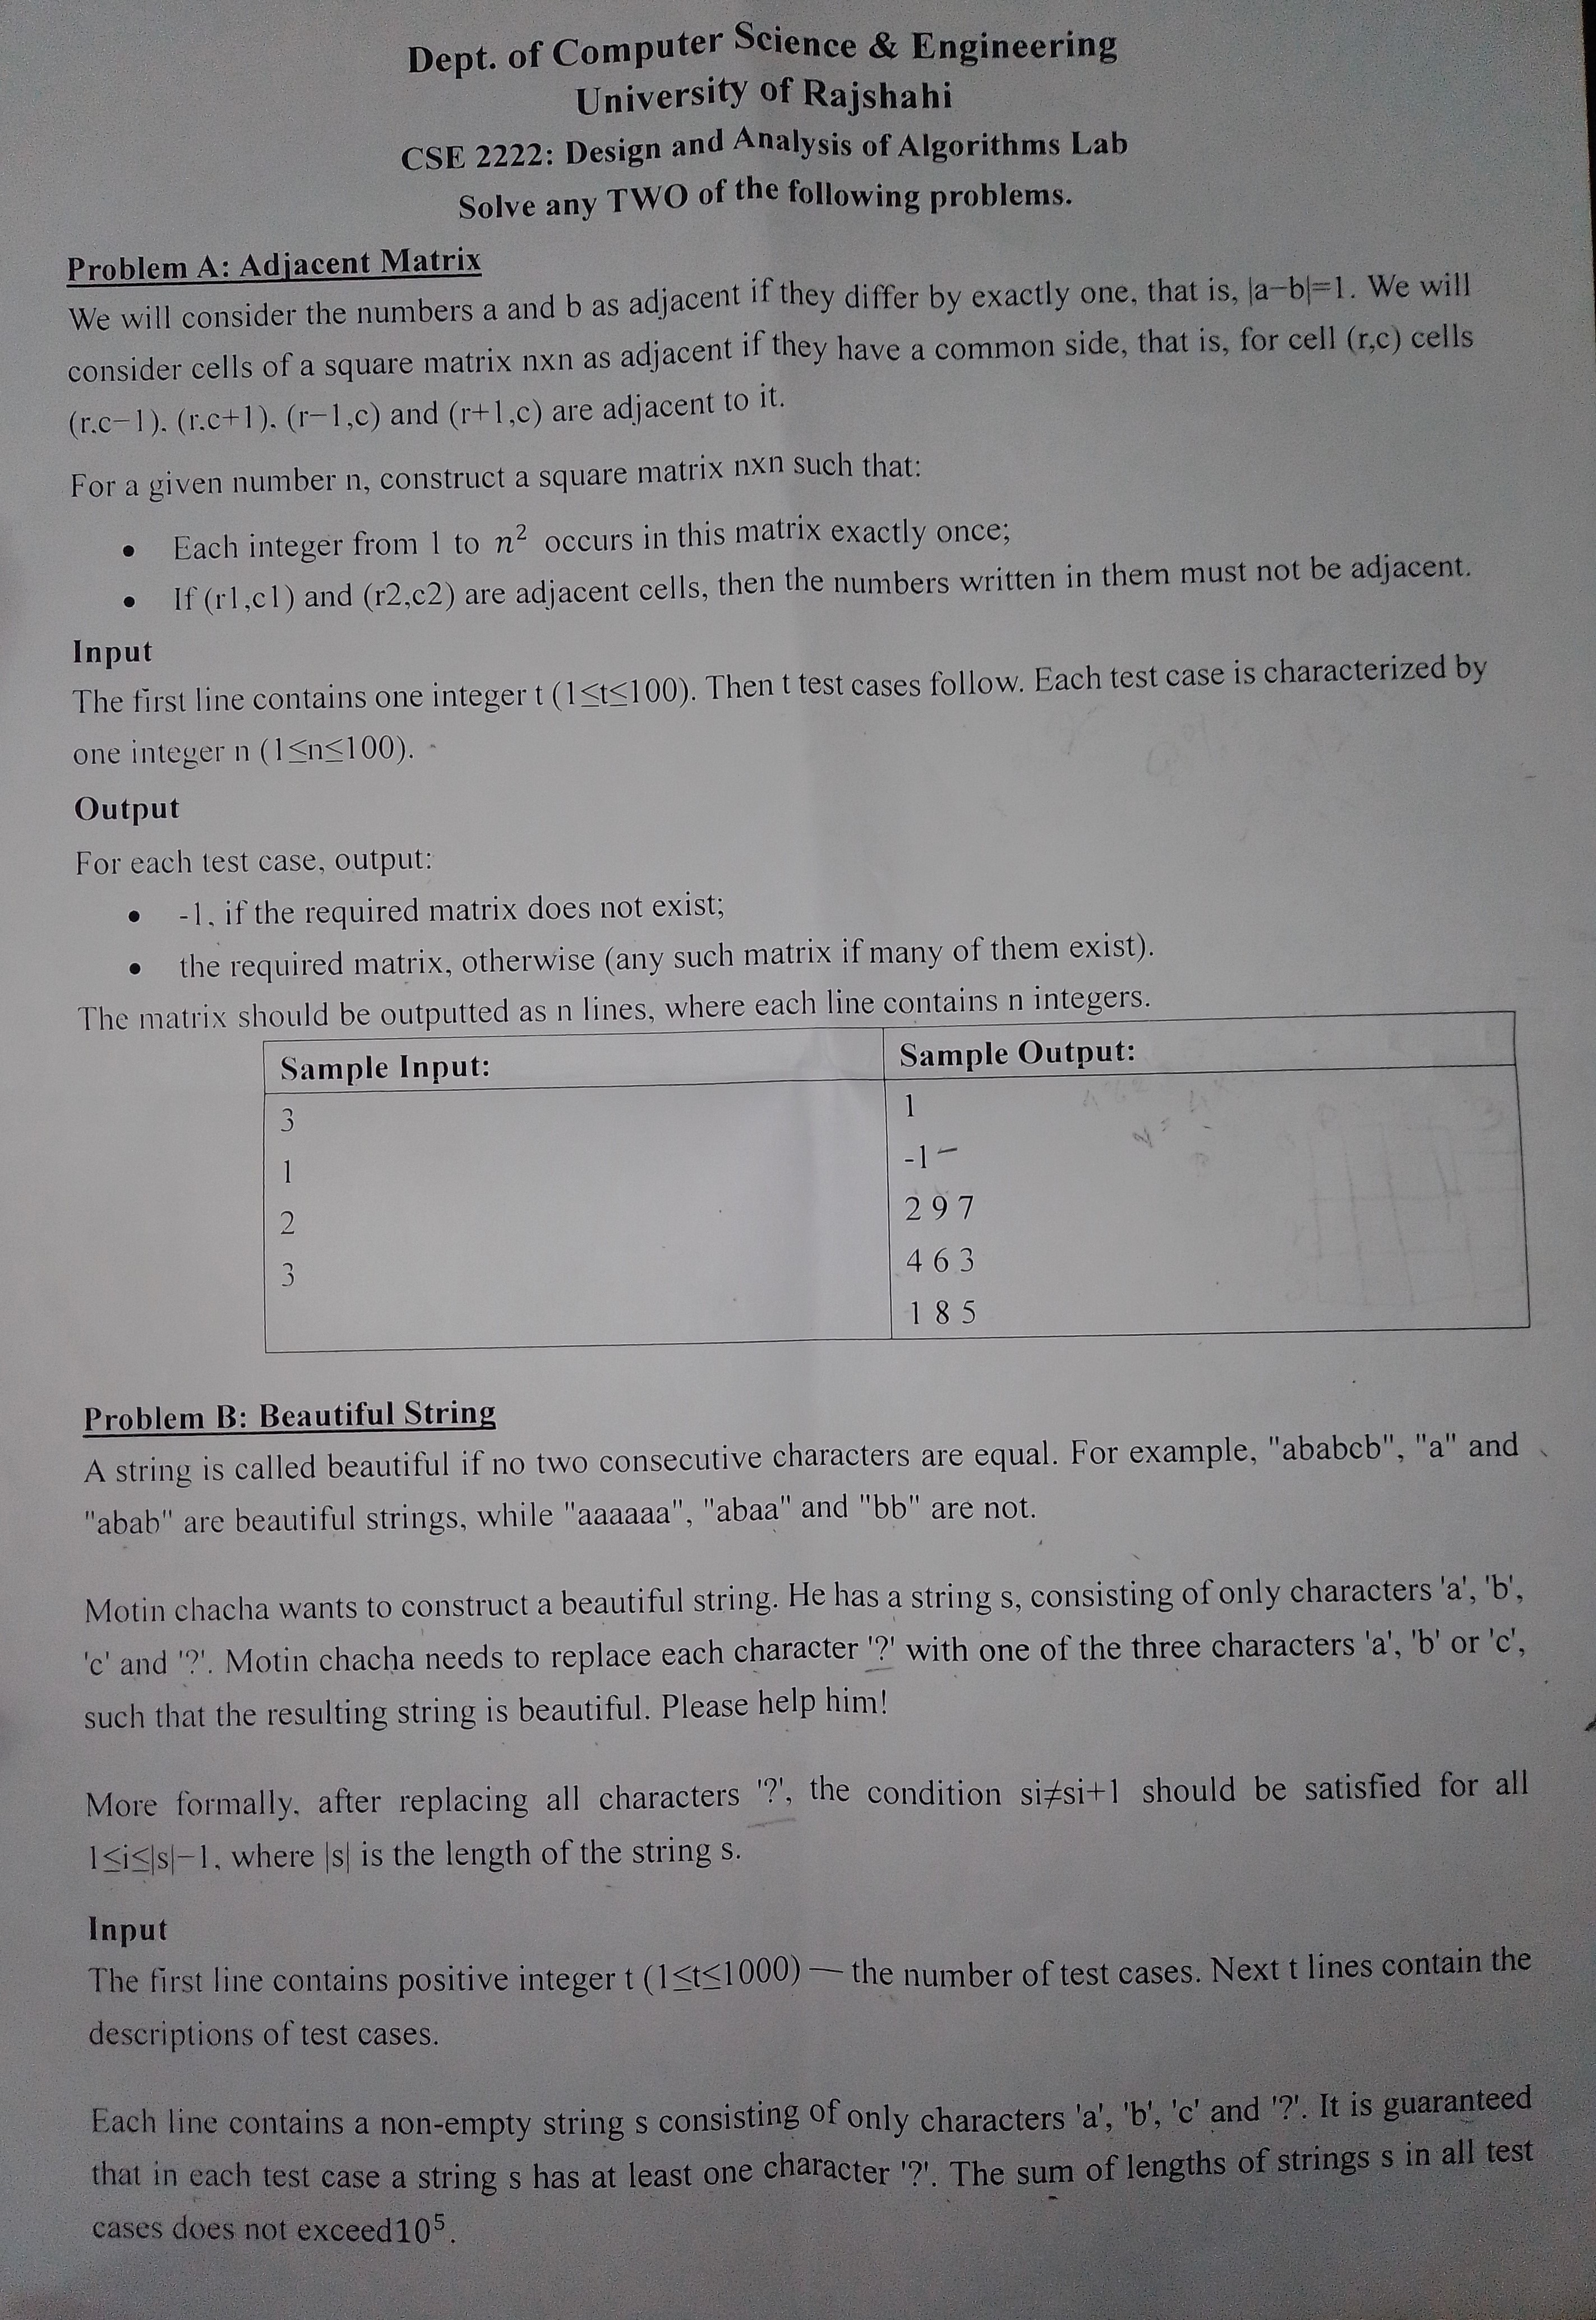 Dept. of Computer Science & Engineering
University of Rajshahi
CSE 2222: Design and Analysis of Algorithms Lab
Solve any TWO of the following problems.
Problem A: Adjacent Matrix
We will consider the numbers a and b as adjacent if they differ by exactly one, that is, |a−b|=1. We will
consider cells of a square matrix nxn as adjacent if they have a common side, that is, for cell (r,c) cells
(r,c−1), (r,c+1), (r−1,c) and (r+1,c) are adjacent to it.
For a given number n, construct a square matrix nxn such that:
• Each integer from 1 to n² occurs in this matrix exactly once;
• If (r1,c1) and (r2,c2) are adjacent cells, then the numbers written in them must not be adjacent.
Input
The first line contains one integer t (1≤t≤100). Then t test cases follow. Each test case is characterized by
one integer n (1≤n≤100).
Output
For each test case, output:
• -1, if the required matrix does not exist;
• the required matrix, otherwise (any such matrix if many of them exist).
The matrix should be outputted as n lines, where each line contains n integers.
Sample Input:
3
1
2
3
Sample Output:
1
-1
2 9 7
4 6 3
1 8 5
Problem B: Beautiful String
A string is called beautiful if no two consecutive characters are equal. For example, "ababcb", "a" and
"abab" are beautiful strings, while "aaaaaa", "abaa" and "bb" are not.
Motin chacha wants to construct a beautiful string. He has a string s, consisting of only characters 'a', 'b',
'c' and '?'. Motin chacha needs to replace each character '?' with one of the three characters 'a', 'b' or 'c',
such that the resulting string is beautiful. Please help him!
More formally, after replacing all characters '?', the condition si≠si+1 should be satisfied for all
1≤i≤|s|−1, where |s| is the length of the string s.
Input
The first line contains positive integer t (1≤t≤1000) — the number of test cases. Next t lines contain the
descriptions of test cases.
Each line contains a non-empty string s consisting of only characters 'a', 'b', 'c' and '?'. It is guaranteed
that in each test case a string s has at least one character '?'. The sum of lengths of strings s in all test
cases does not exceed10⁵.